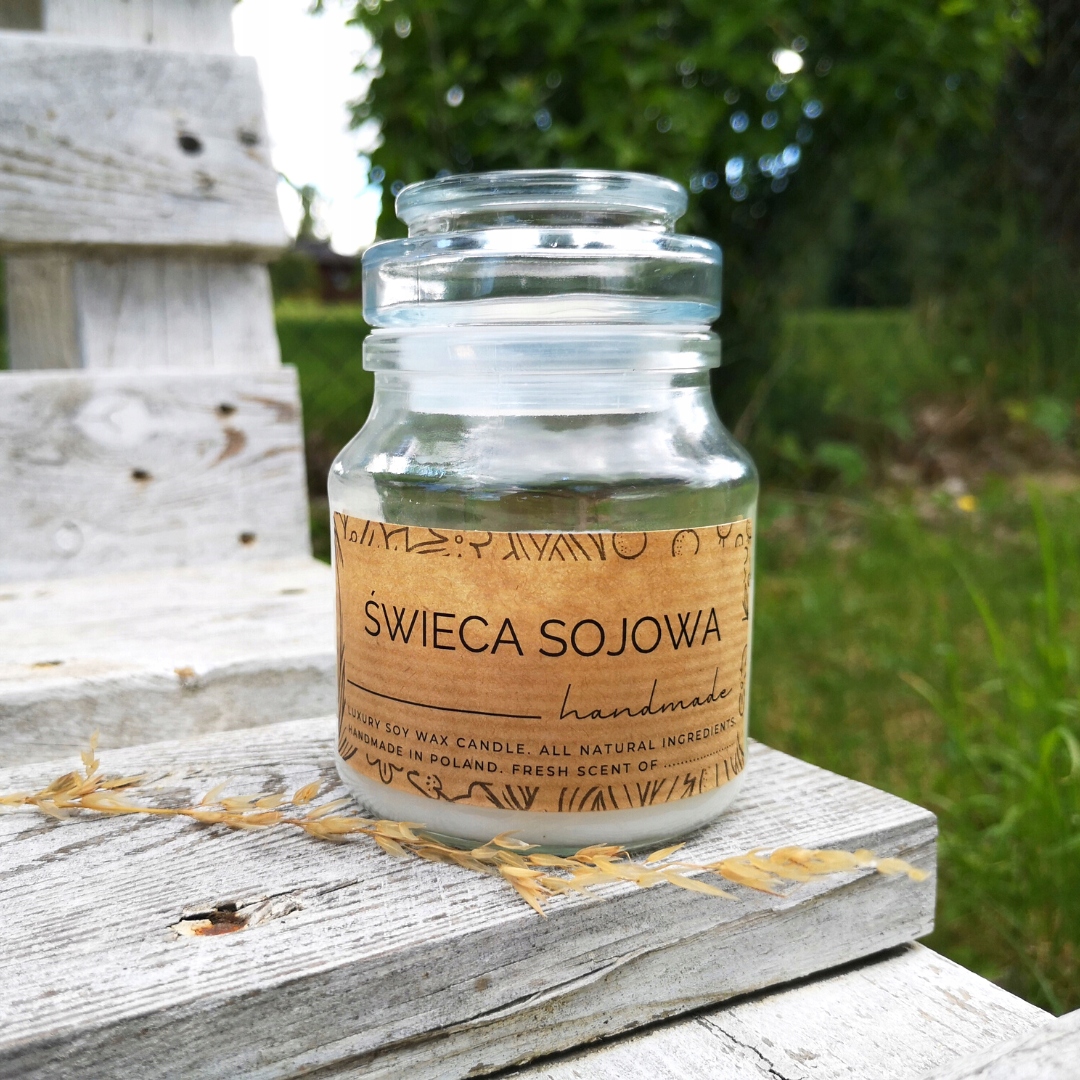 ŚWIECA SOJOWA
handmade
LUXURY SOY WAX CANDLE. ALL NATURAL INGREDIENTS.
HANDMADE IN POLAND. FRESH SCENT OF ................